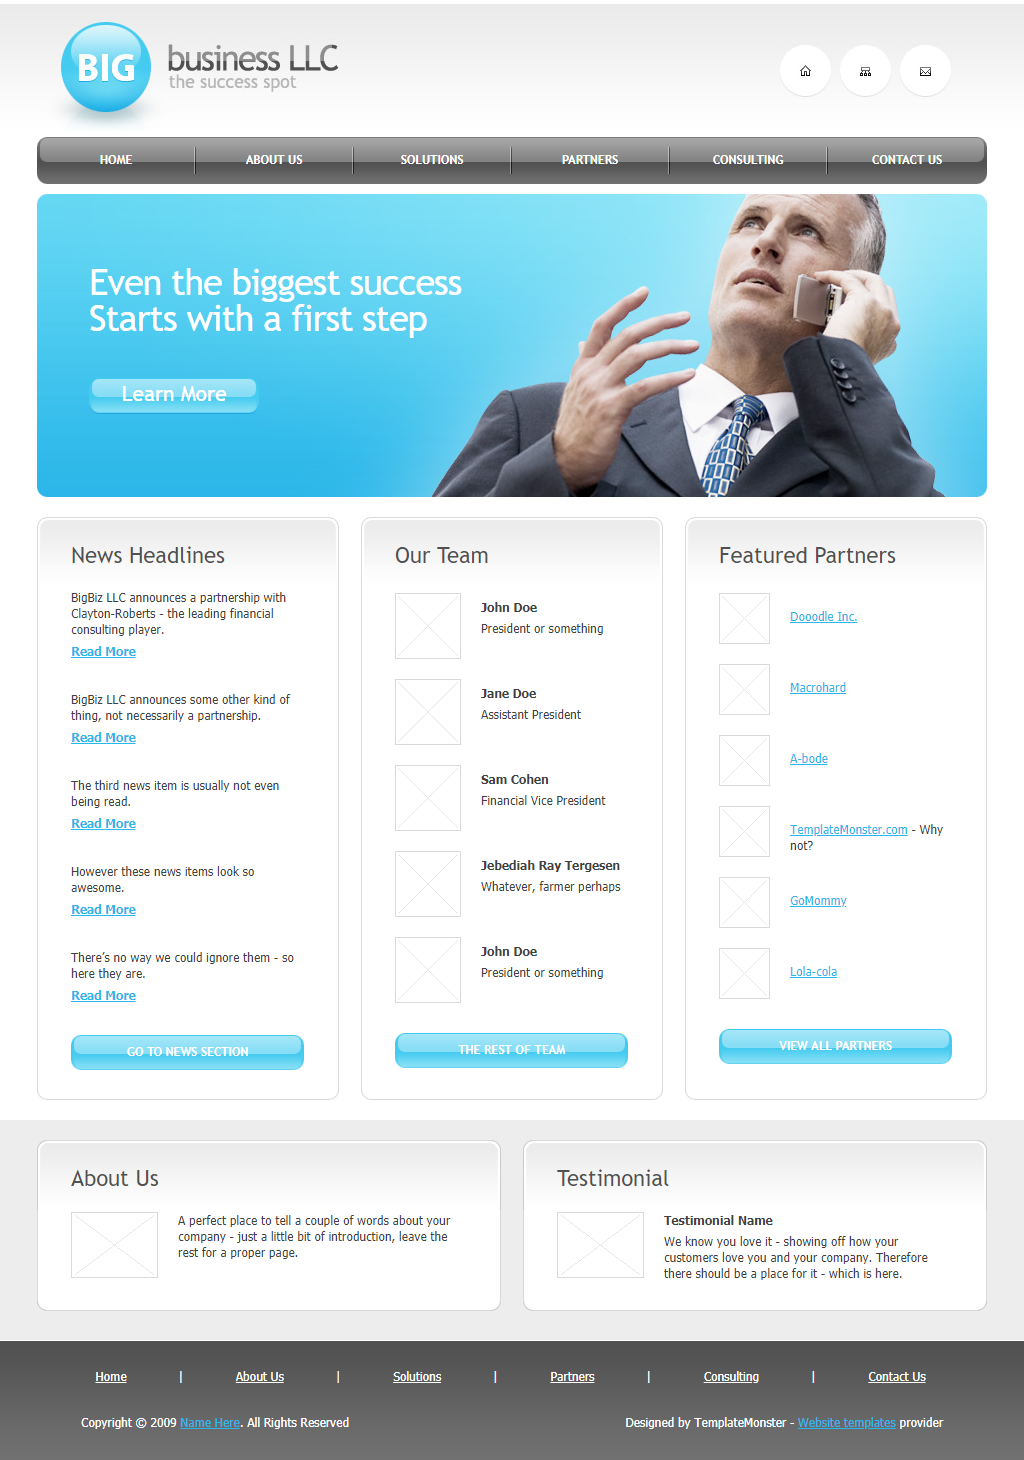 BIG
business LLC
the success spot
HOME
ABOUT US
SOLUTIONS
PARTNERS
CONSULTING
CONTACT US
Even the biggest success
Starts with a first step
Learn More
News Headlines
BigBiz LLC announces a partnership with
Clayton-Roberts - the leading financial
consulting player.
Read More
BigBiz LLC announces some other kind of
thing, not necessarily a partnership.
Read More
The third news item is usually not even
being read.
Read More
However these news items look so
awesome.
Read More
There's no way we could ignore them - so
here they are.
Read More
GO TO NEWS SECTION
Our Team
John Doe
President or something
Jane Doe
Assistant President
Sam Cohen
Financial Vice President
Jebediah Ray Tergesen
Whatever, farmer perhaps
John Doe
President or something
THE REST OF TEAM
Featured Partners
Dooodle Inc.
Macrohard
A-bode
TemplateMonster.com - Why
not?
GoMommy
Lola-cola
VIEW ALL PARTNERS
About Us
A perfect place to tell a couple of words about your
company - just a little bit of introduction, leave the
rest for a proper page.
Testimonial
Testimonial Name
We know you love it - showing off how your
customers love you and your company. Therefore
there should be a place for it - which is here.
Home | About Us | Solutions | Partners | Consulting | Contact Us
Copyright © 2009 Name Here. All Rights Reserved
Designed by TemplateMonster - Website templates provider